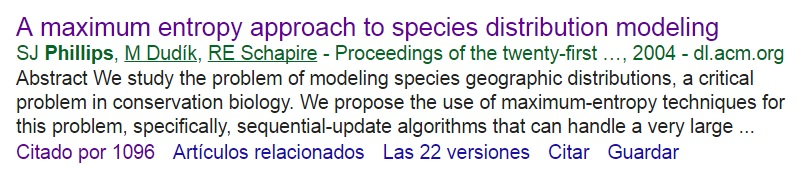 A maximum entropy approach to species distribution modeling
SJ Phillips, M Dudík, RE Schapire - Proceedings of the twenty-first …, 2004 - dl.acm.org
Abstract We study the problem of modeling species geographic distributions, a critical
problem in conservation biology. We propose the use of maximum-entropy techniques for
this problem, specifically, sequential-update algorithms that can handle a very large ...
Citado por 1096 Artículos relacionados Las 22 versiones Citar Guardar